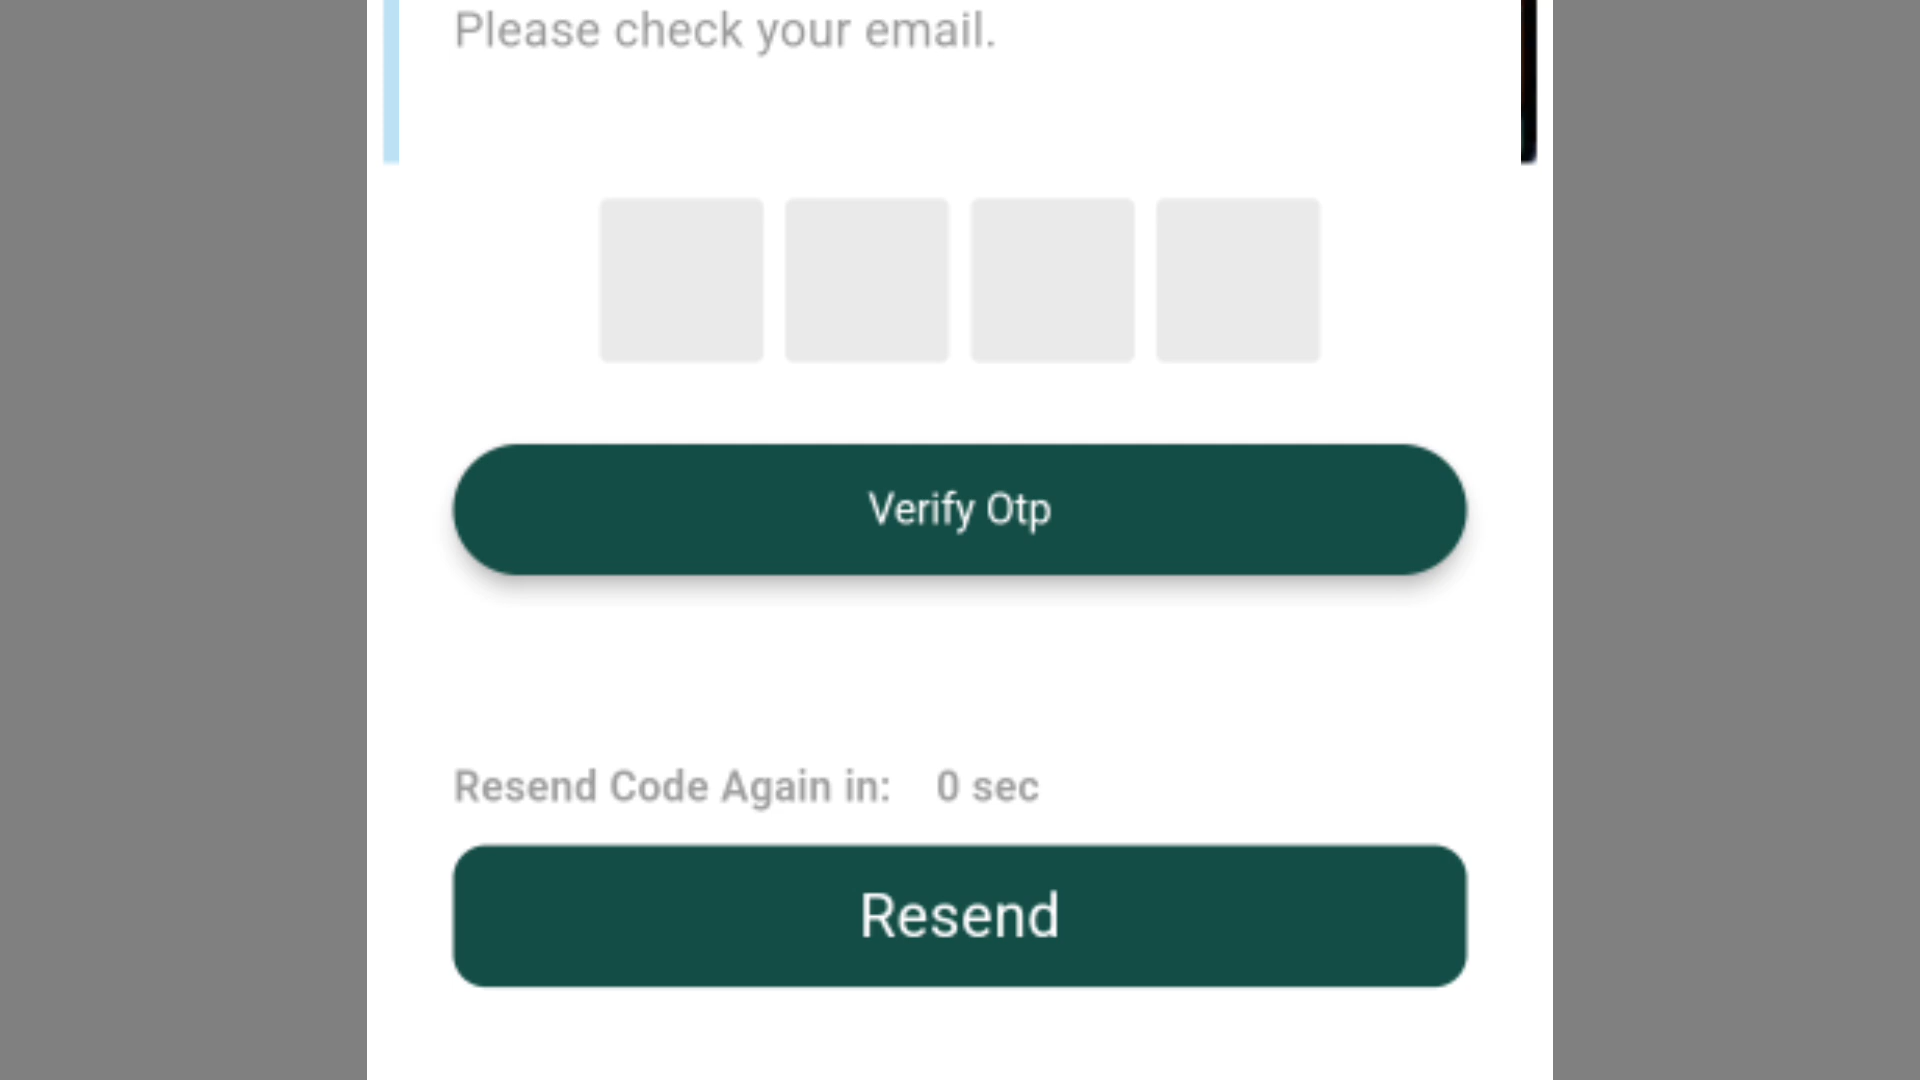 Please check your email.
Verify Otp
Resend Code Again in: 0 sec
Resend